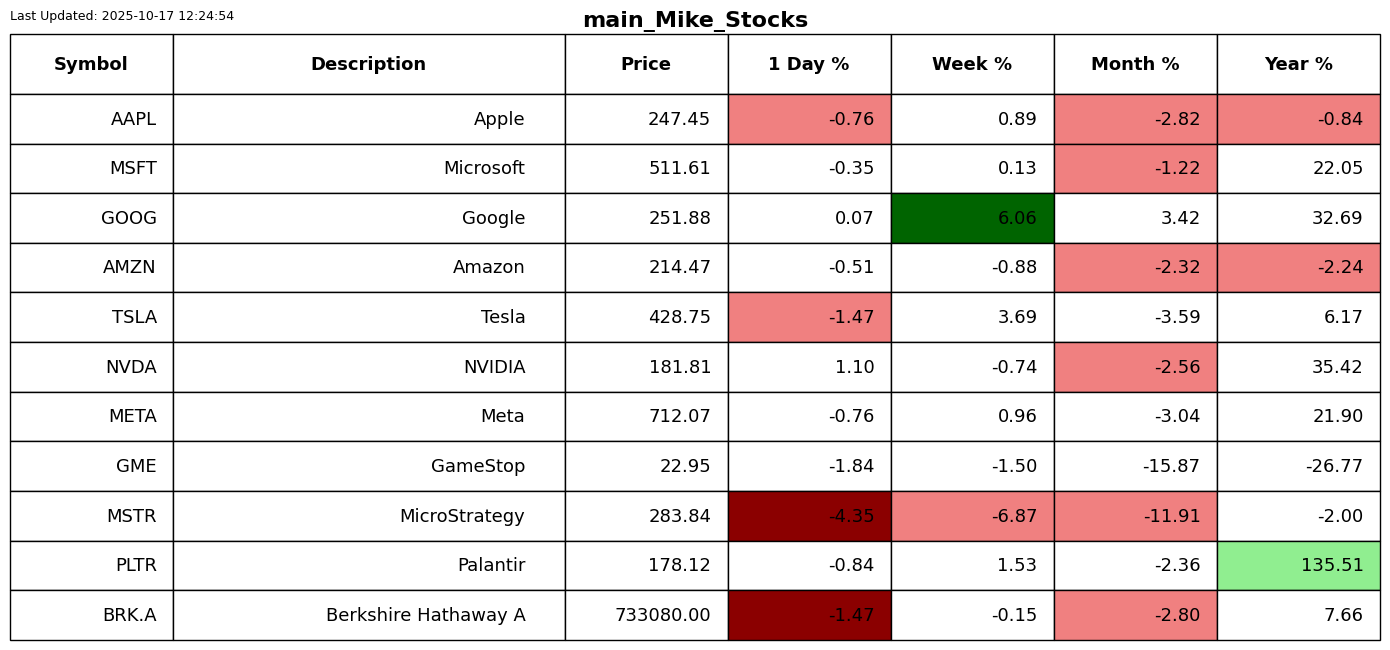 Last Updated: 2025-10-17 12:24:54
main_Mike_Stocks
Symbol Description Price 1 Day % Week % Month % Year %
AAPL Apple 247.45 -0.76 0.89 -2.82 -0.84
MSFT Microsoft 511.61 -0.35 0.13 -1.22 22.05
GOOG Google 251.88 0.07 6.06 3.42 32.69
AMZN Amazon 214.47 -0.51 -0.88 -2.32 -2.24
TSLA Tesla 428.75 -1.47 3.69 -3.59 6.17
NVDA NVIDIA 181.81 1.10 -0.74 -2.56 35.42
META Meta 712.07 -0.76 0.96 -3.04 21.90
GME GameStop 22.95 -1.84 -1.50 -15.87 -26.77
MSTR MicroStrategy 283.84 -4.35 -6.87 -11.91 -2.00
PLTR Palantir 178.12 -0.84 1.53 -2.36 135.51
BRK.A Berkshire Hathaway A 733080.00 -1.47 -0.15 -2.80 7.66